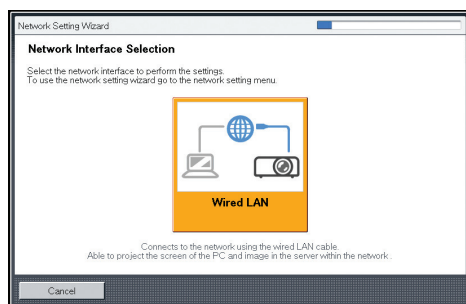 Network Setting Wizard
Network Interface Selection
Select the network interface to perform the settings.
To use the network setting wizard go to the network setting menu.
Wired LAN
Connects to the network using the wired LAN cable.
Able to project the screen of the PC and image in the server within the network.
Cancel